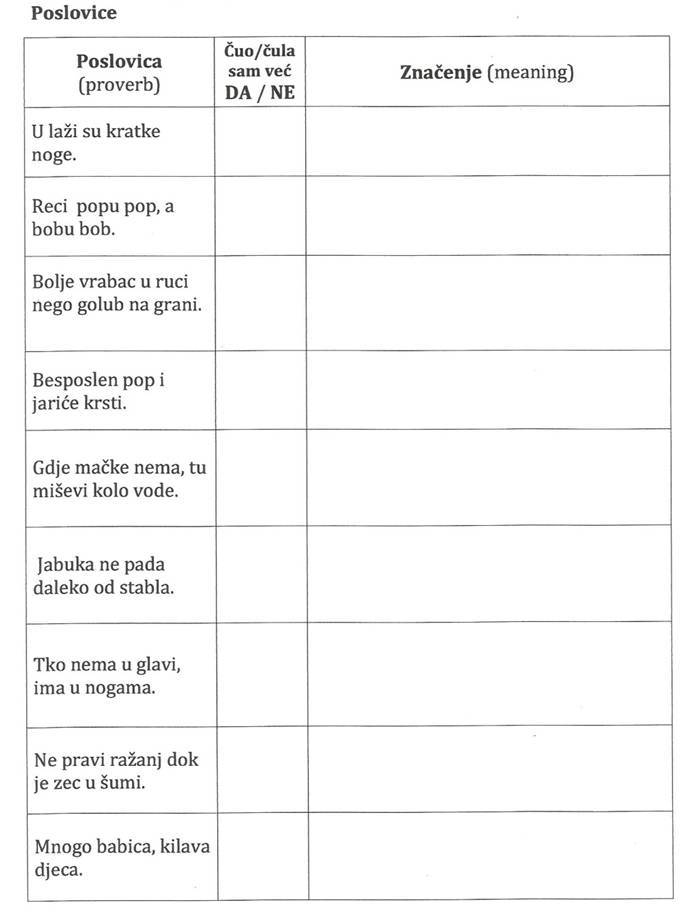 Poslovice
Poslovica
(proverb)
Čuo/čula
sam već
DA / NE
Značenje (meaning)
U laži su kratke
noge.
Reci popu pop, a
bobu bob.
Bolje vrabac u ruci
nego golub na grani.
Besposlen pop i
jariće krsti.
Gdje mačke nema, tu
miševi kolo vode.
Jabuka ne pada
daleko od stabla.
Tko nema u glavi,
ima u nogama.
Ne pravi ražanj dok
je zec u šumi.
Mnogo babica, kilava
djeca.